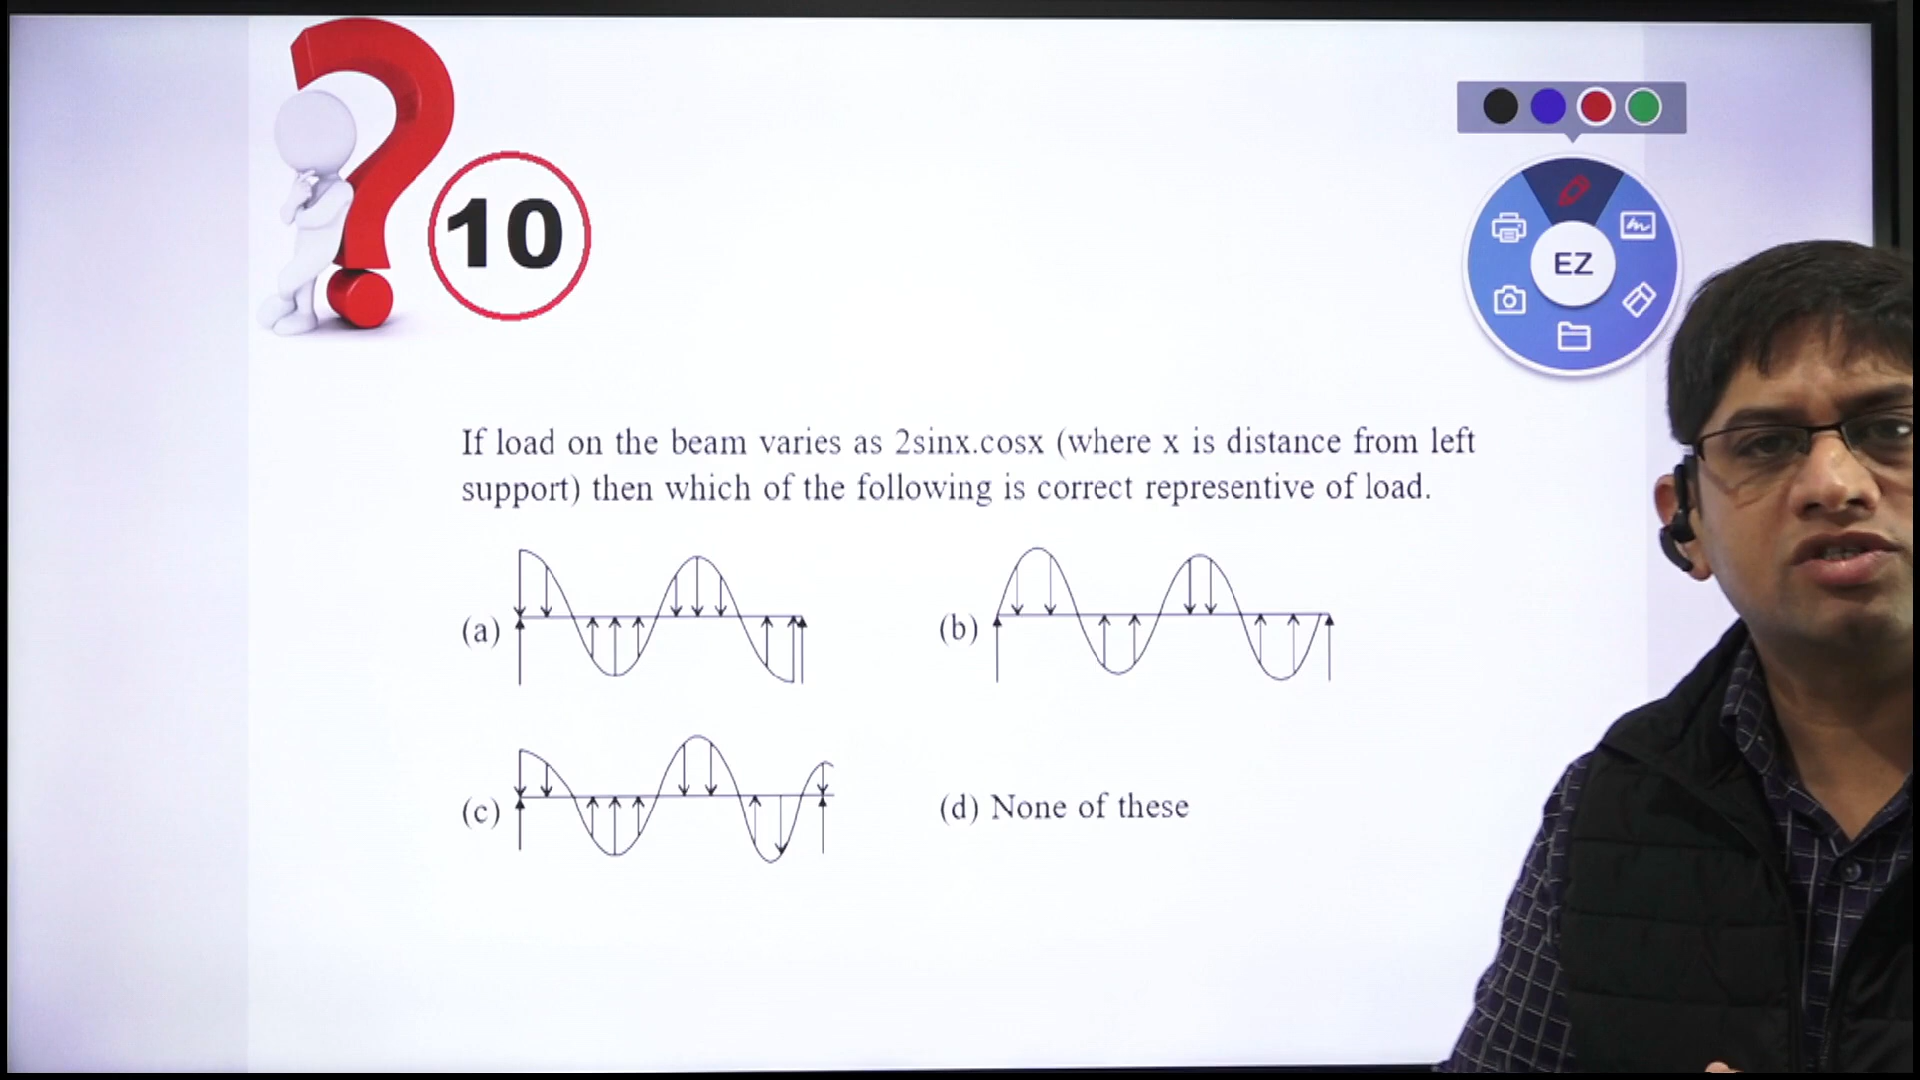 10
EZ
If load on the beam varies as 2sinx.cosx (where x is distance from left
support) then which of the following is correct representive of load.
(a)
(b)
(c)
(d) None of these